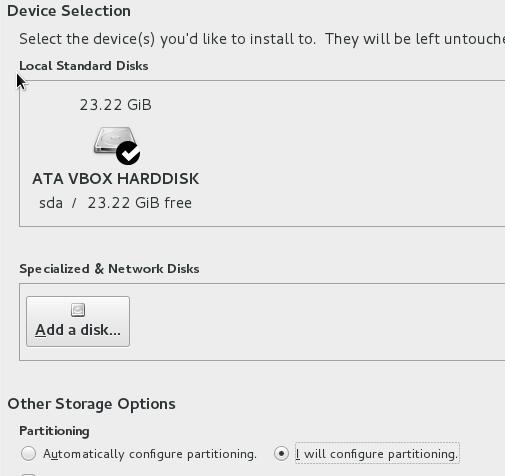 Device Selection
Select the device(s) you'd like to install to.  They will be left untouche
Local Standard Disks
23.22 GiB
ATA VBOX HARDDISK
sda / 23.22 GiB free
Specialized & Network Disks
Add a disk...
Other Storage Options
Partitioning
Automatically configure partitioning. I will configure partitioning.